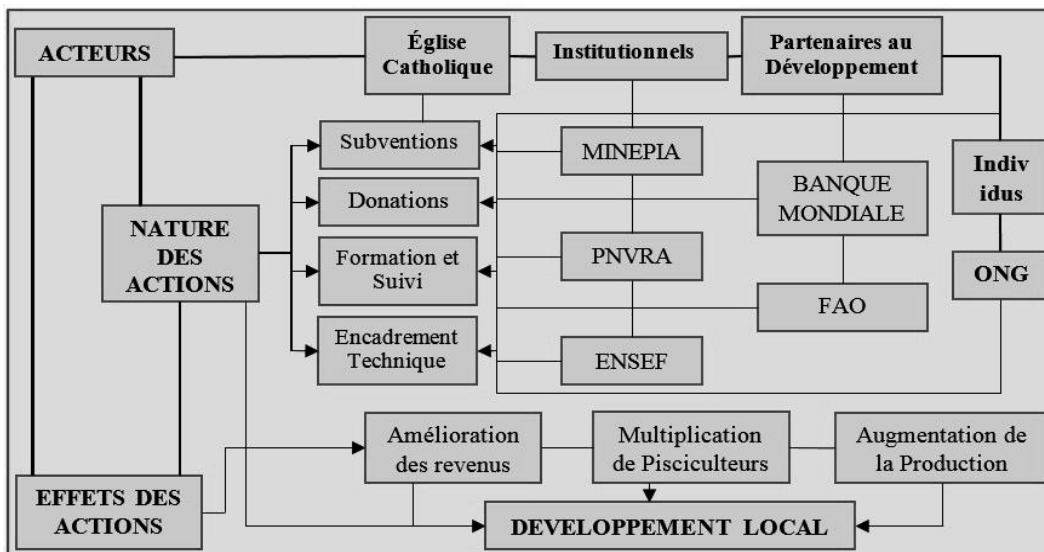 ACTEURS
Église
Catholique
Institutionnels
Partenaires au
Développement
Subventions
MINEPIA
Indiv
idus
Donations
BANQUE
MONDIALE
NATURE
DES
ACTIONS
Formation et
Suivi
PNVRA
ONG
FAO
Encadrement
Technique
ENSEF
Amélioration
des revenus
Multiplication
de Pisciculteurs
Augmentation de
la Production
EFFETS DES
ACTIONS
DEVELOPPEMENT LOCAL